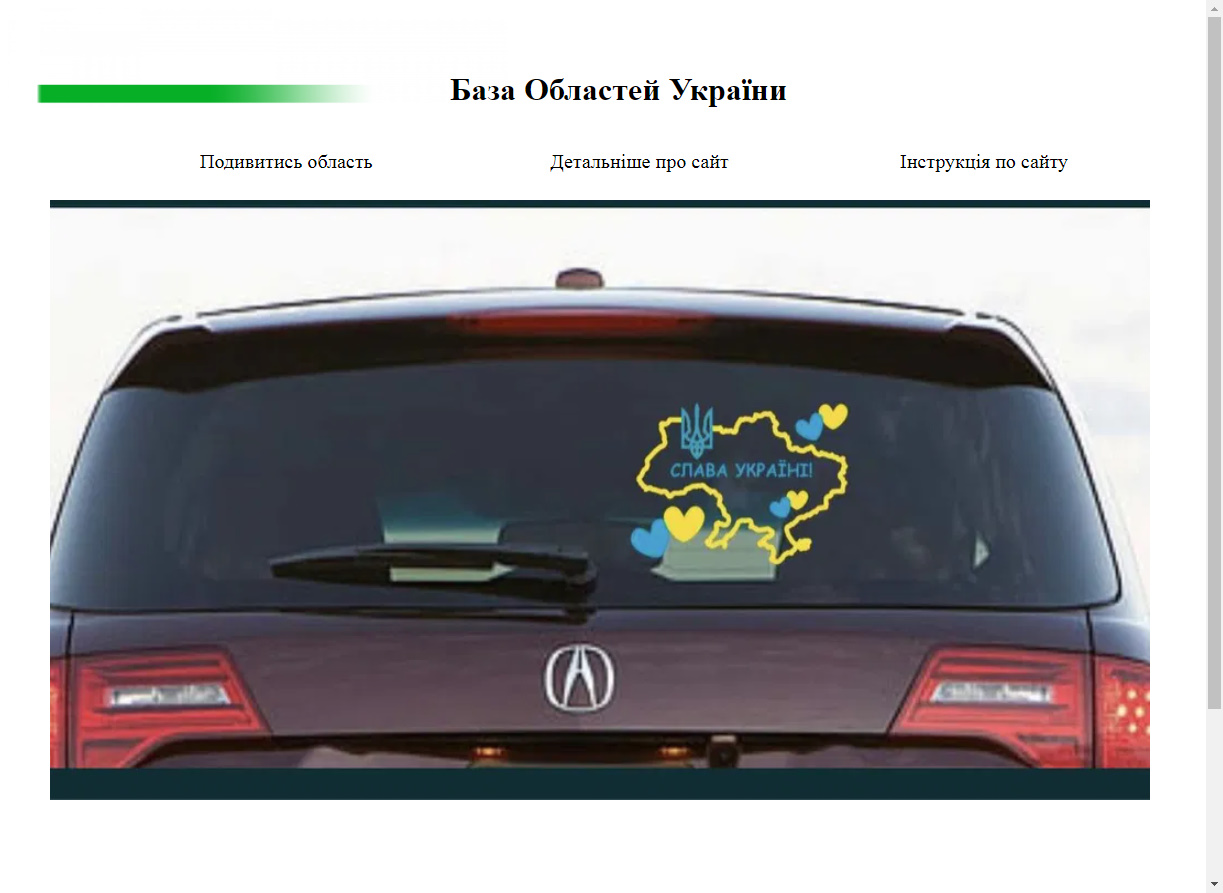 База Областей України
Подивитись область
Детальніше про сайт
Інструкція по сайту
СЛАВА УКРАЇНІ!